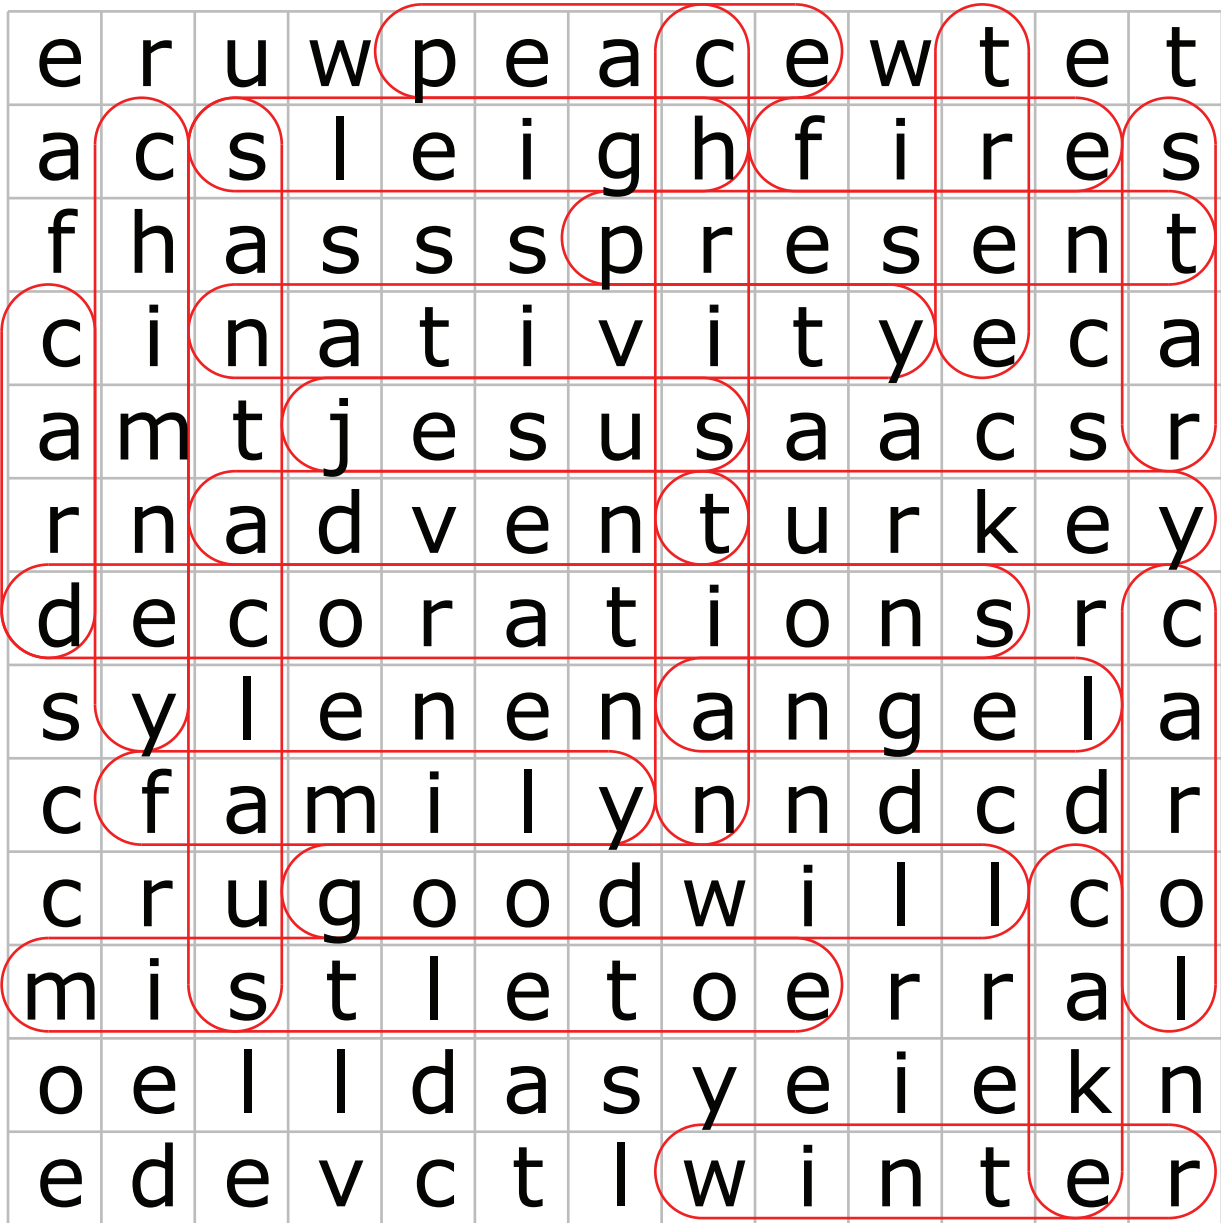 e r u w p e a c e w t e t
a c s l e i g h f i r e s
f h a s s s p r e s e n t
c i n a t i v i t y e c a
a m t j e s u s a a c s r
r n a d v e n t u r k e y
d e c o r a t i o n s r c
s y l e n e n a n g e l a
c f a m i l y n n d c d r
c r u g o o d w i l l c o
m i s t l e t o e r r a l
o e l l d a s y e i e k n
e d e v c t l w i n t e r